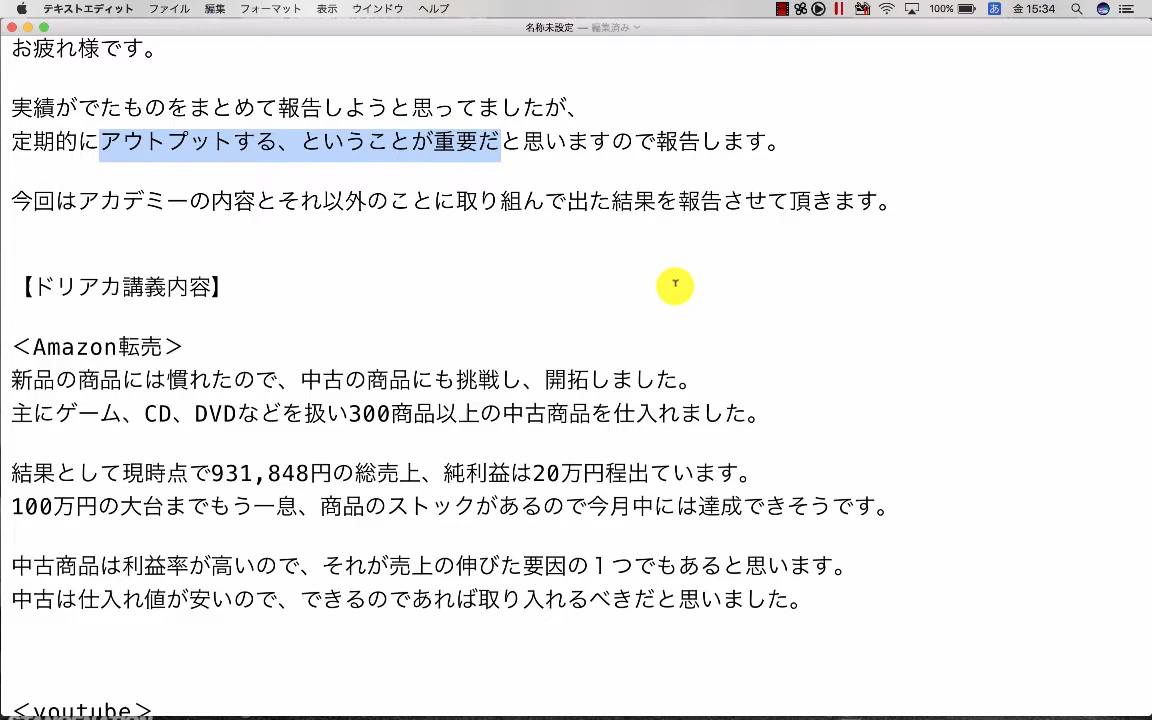 テキストエディット ファイル 編集 フォーマット 表示 ウインドウ ヘルプ 100% あ 金 15:34
名称未設定 — 編集済み
お疲れ様です。
実績がでたものをまとめて報告しようと思ってましたが、
定期的にアウトプットする、ということが重要だと思いますので報告します。
今回はアカデミーの内容とそれ以外のことに取り組んで出た結果を報告させて頂きます。
【ドリアカ講義内容】
＜Amazon転売＞
新品の商品には慣れたので、中古の商品にも挑戦し、開拓しました。
主にゲーム、CD、DVDなどを扱い300商品以上の中古商品を仕入れました。
結果として現時点で931,848円の総売上、純利益は20万円程出ています。
100万円の大台までもう一息、商品のストックがあるので今月中には達成できそうです。
中古商品は利益率が高いので、それが売上の伸びた要因の１つでもあると思います。
中古は仕入れ値が安いので、できるのであれば取り入れるべきだと思いました。
＜youtube＞